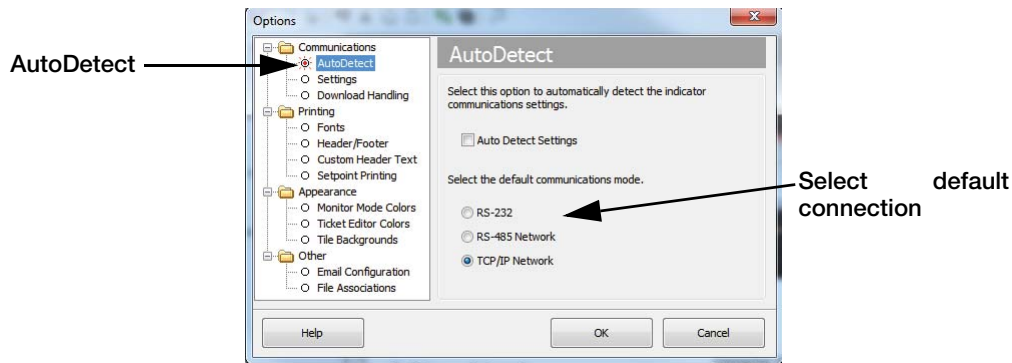 Options
AutoDetect
Communications
AutoDetect
Settings
Download Handling
Printing
Fonts
Header/Footer
Custom Header Text
Setpoint Printing
Appearance
Monitor Mode Colors
Ticket Editor Colors
Tile Backgrounds
Other
Email Configuration
File Associations
AutoDetect
Select this option to automatically detect the indicator
communications settings.
Auto Detect Settings
Select the default communications mode.
RS-232
RS-485 Network
TCP/IP Network
Select default
connection
Help
OK
Cancel